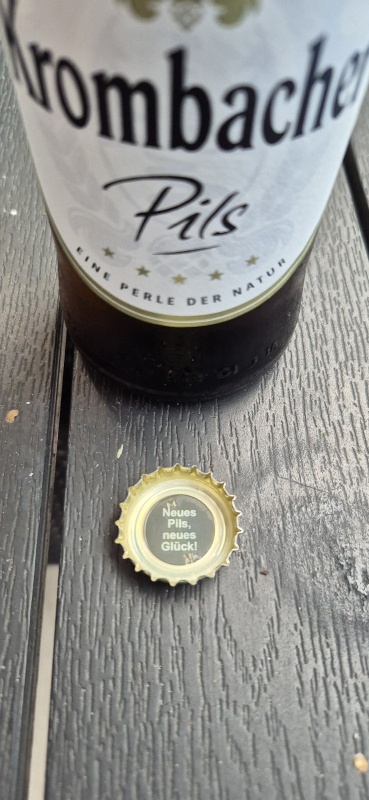 Krombacher
Pils
EINE PERLE DER NATUR
Neues
Pils,
neues
Glück!